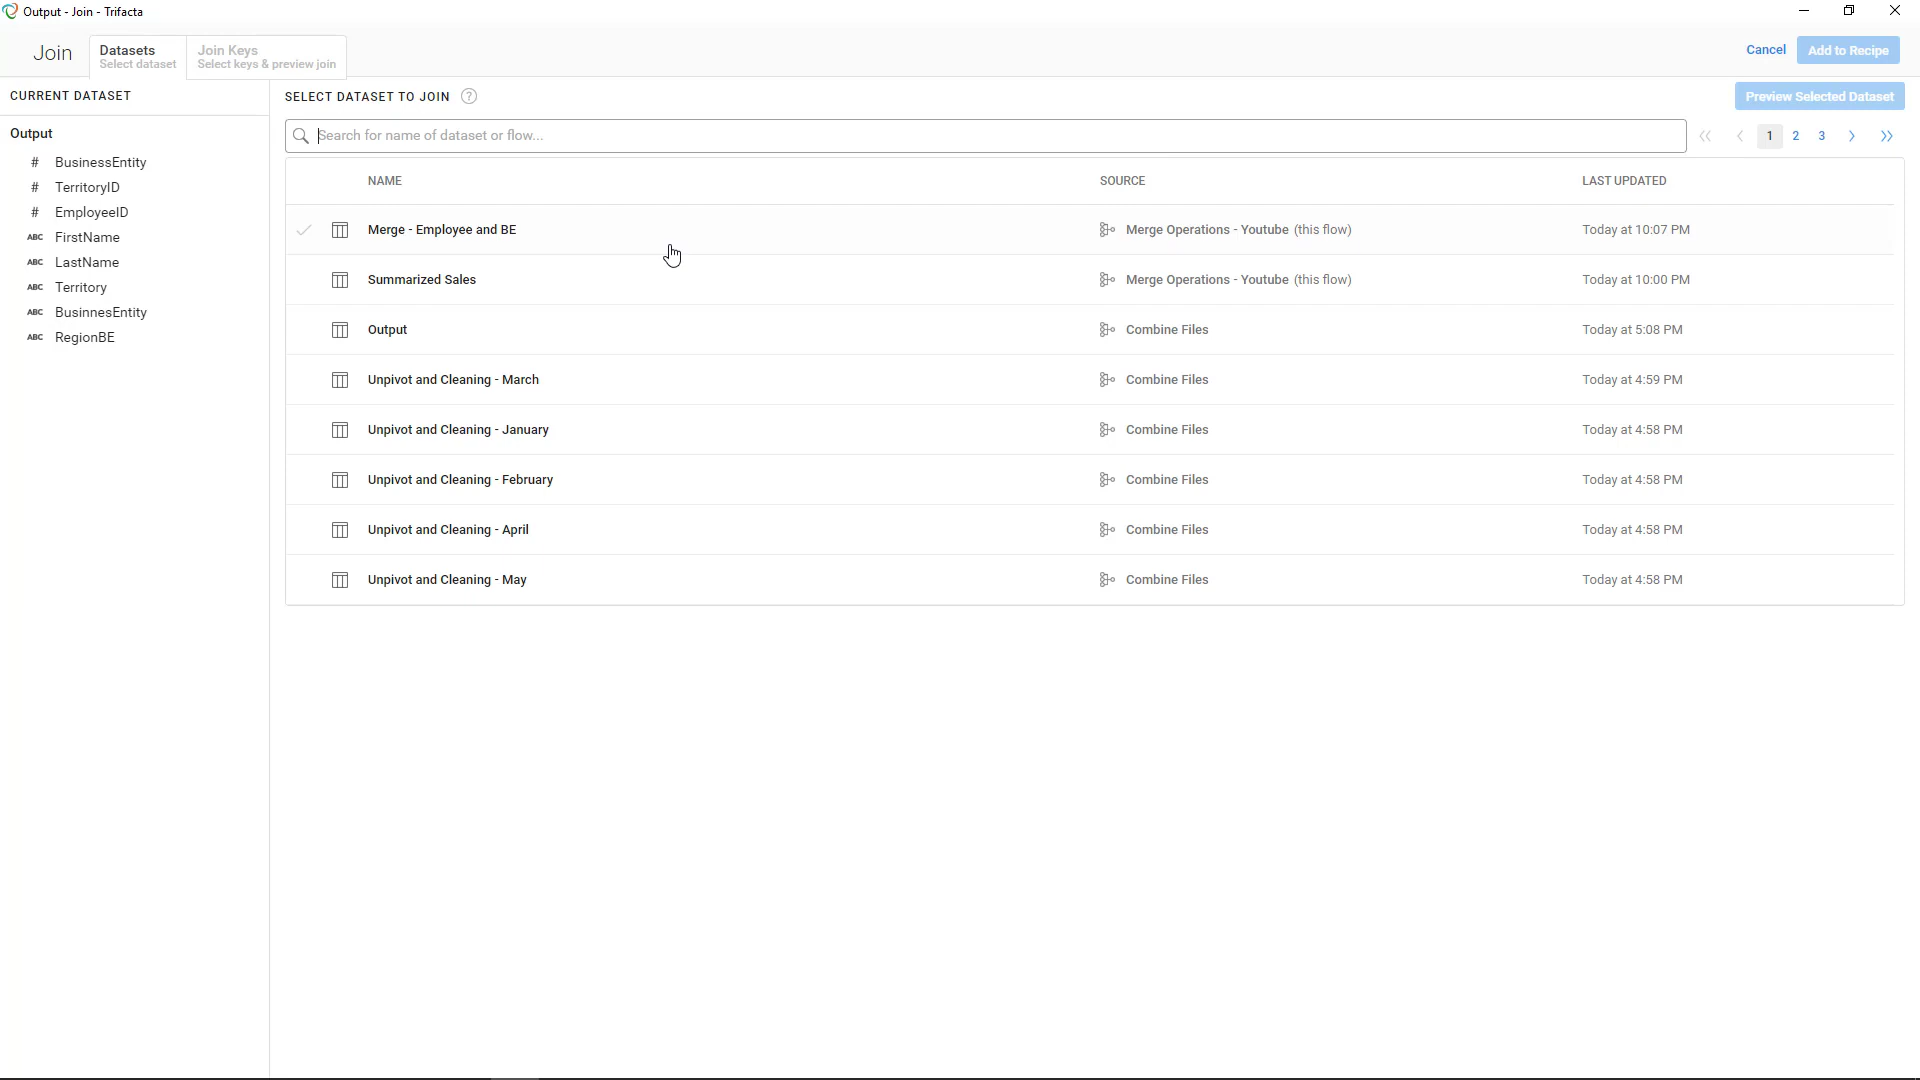 Output - Join - Trifacta
Join
Datasets
Select dataset
Join Keys
Select keys & preview join
Cancel
Add to Recipe
CURRENT DATASET
SELECT DATASET TO JOIN ?
Preview Selected Dataset
Output
Search for name of dataset or flow...
1 2 3
# BusinessEntity
# TerritoryID
# EmployeeID
ABC FirstName
ABC LastName
ABC Territory
ABC BusinnesEntity
ABC RegionBE
NAME SOURCE LAST UPDATED
Merge - Employee and BE Merge Operations - Youtube (this flow) Today at 10:07 PM
Summarized Sales Merge Operations - Youtube (this flow) Today at 10:00 PM
Output Combine Files Today at 5:08 PM
Unpivot and Cleaning - March Combine Files Today at 4:59 PM
Unpivot and Cleaning - January Combine Files Today at 4:58 PM
Unpivot and Cleaning - February Combine Files Today at 4:58 PM
Unpivot and Cleaning - April Combine Files Today at 4:58 PM
Unpivot and Cleaning - May Combine Files Today at 4:58 PM